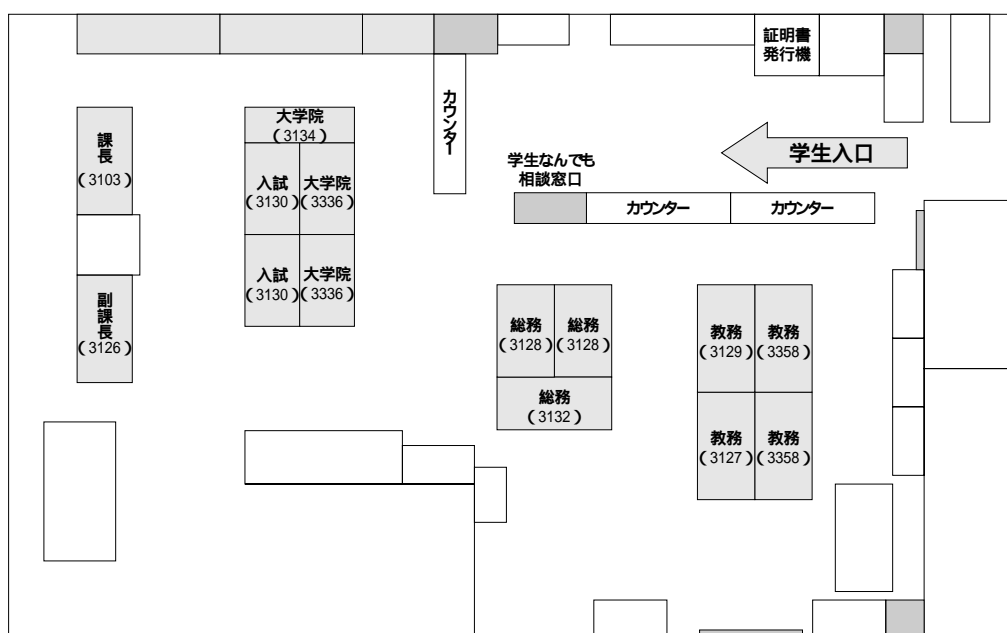 証明書
発行機
カウンター
学生入口
学生なんでも
相談窓口
カウンター
カウンター
課長
(3103)
副課長
(3126)
大学院
(3134)
入試
(3130)
大学院
(3336)
入試
(3130)
大学院
(3336)
総務
(3128)
総務
(3128)
総務
(3132)
教務
(3129)
教務
(3358)
教務
(3127)
教務
(3358)